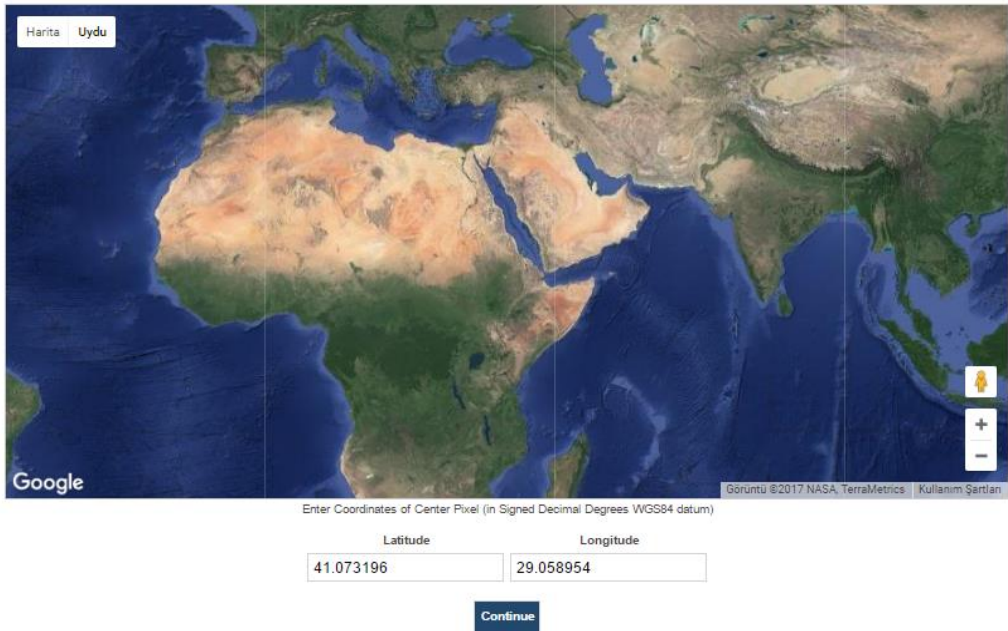 Harita Uydu
Google
Görüntü ©2017 NASA, TerraMetrics Kullanım Şartları
Enter Coordinates of Center Pixel (in Signed Decimal Degrees WGS84 datum)
Latitude Longitude
41.073196 29.058954
Continue